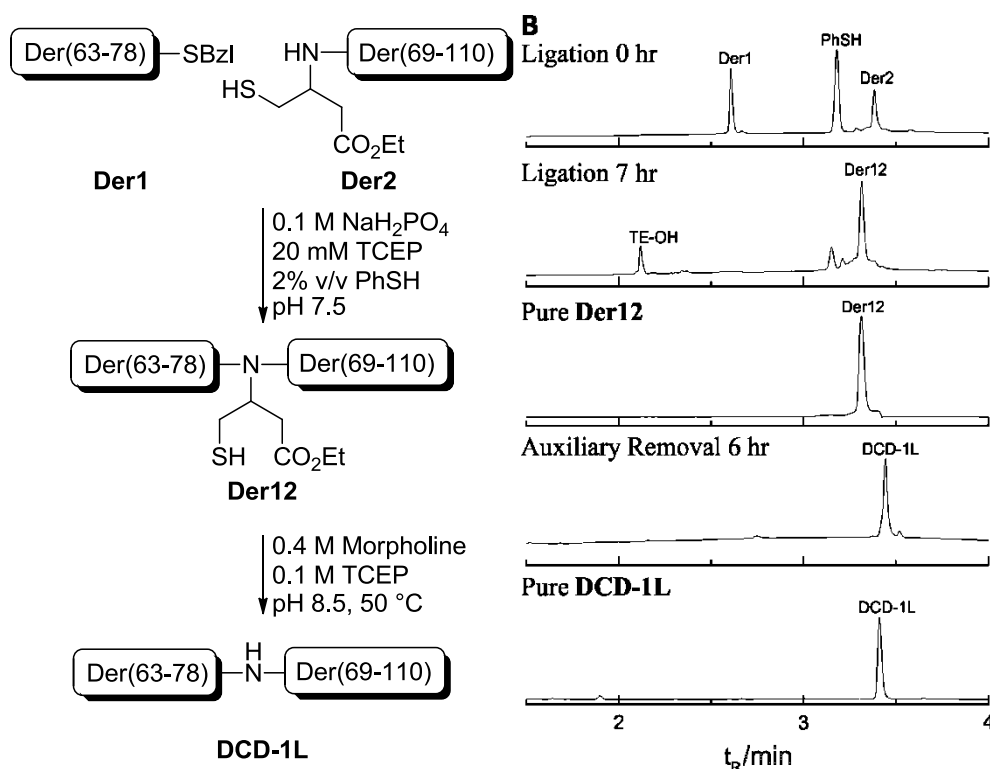 Der(63-78)
SBzl
HN
Der(69-110)
HS
CO2Et
Der1
Der2
0.1 M NaH2PO4
20 mM TCEP
2% v/v PhSH
pH 7.5
Der(63-78)
N
Der(69-110)
SH
CO2Et
Der12
0.4 M Morpholine
0.1 M TCEP
pH 8.5, 50 °C
Der(63-78)
H
N
Der(69-110)
DCD-1L
B
Ligation 0 hr
Der1
PhSH
Der2
Ligation 7 hr
TE-OH
Der12
Pure Der12
Der12
Auxiliary Removal 6 hr
DCD-1L
Pure DCD-1L
DCD-1L
2
3
4
tR/min